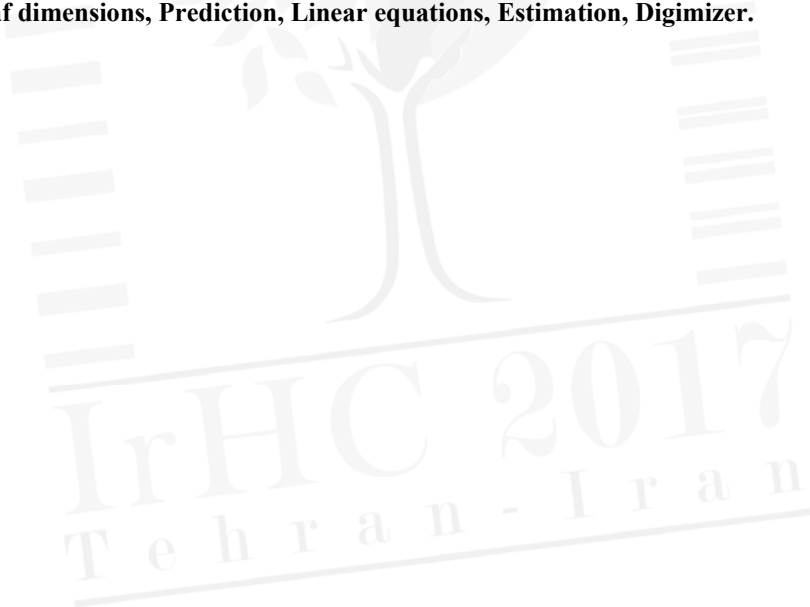 dimensions, Prediction, Linear equations, Estimation, Digimizer.
IrHC 2017
Tehran - Iran